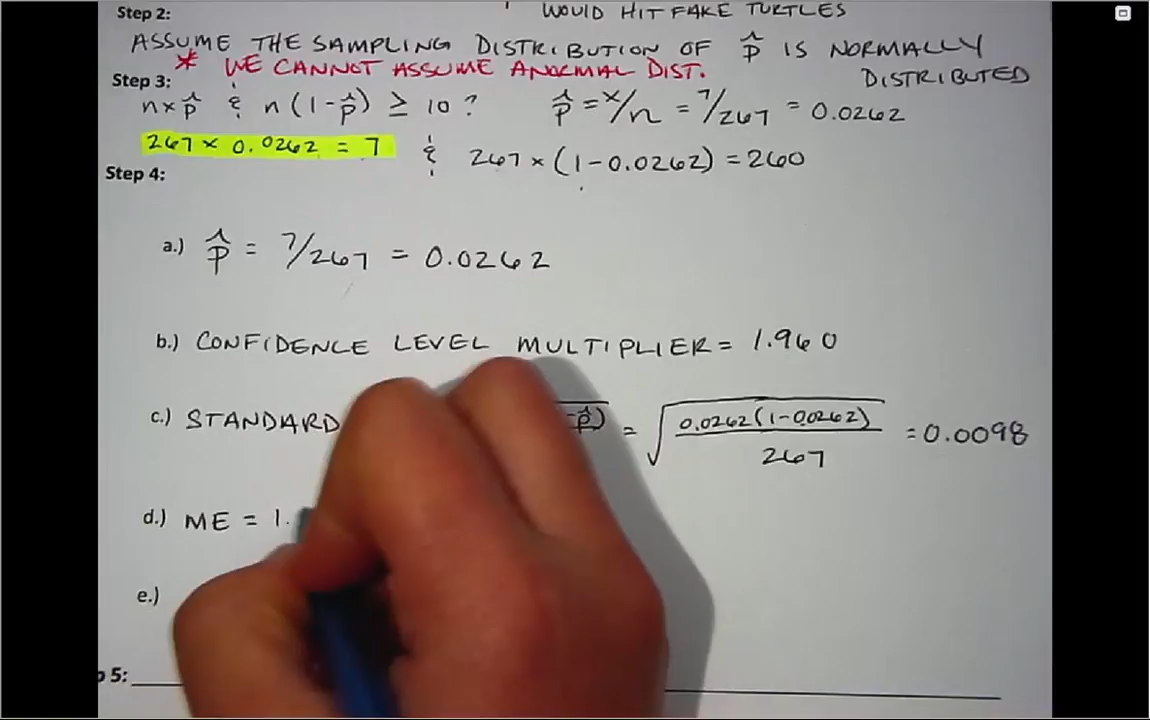 Step 2:
WOULD HIT FAKE TURTLES
ASSUME THE SAMPLING DISTRIBUTION OF p̂ IS NORMALLY DISTRIBUTED
* WE CANNOT ASSUME A NORMAL DIST.
Step 3:
n × p̂ & n(1-p̂) ≥ 10 ? p̂ = x/n = 7/267 = 0.0262
267 × 0.0262 = 7 & 267 × (1-0.0262) = 260
Step 4:
a.) p̂ = 7/267 = 0.0262
b.) CONFIDENCE LEVEL MULTIPLIER = 1.960
c.) STANDARD -p̂) = √(0.0262(1-0.0262)/267) = 0.0098
d.) ME = 1.
e.)
p 5: